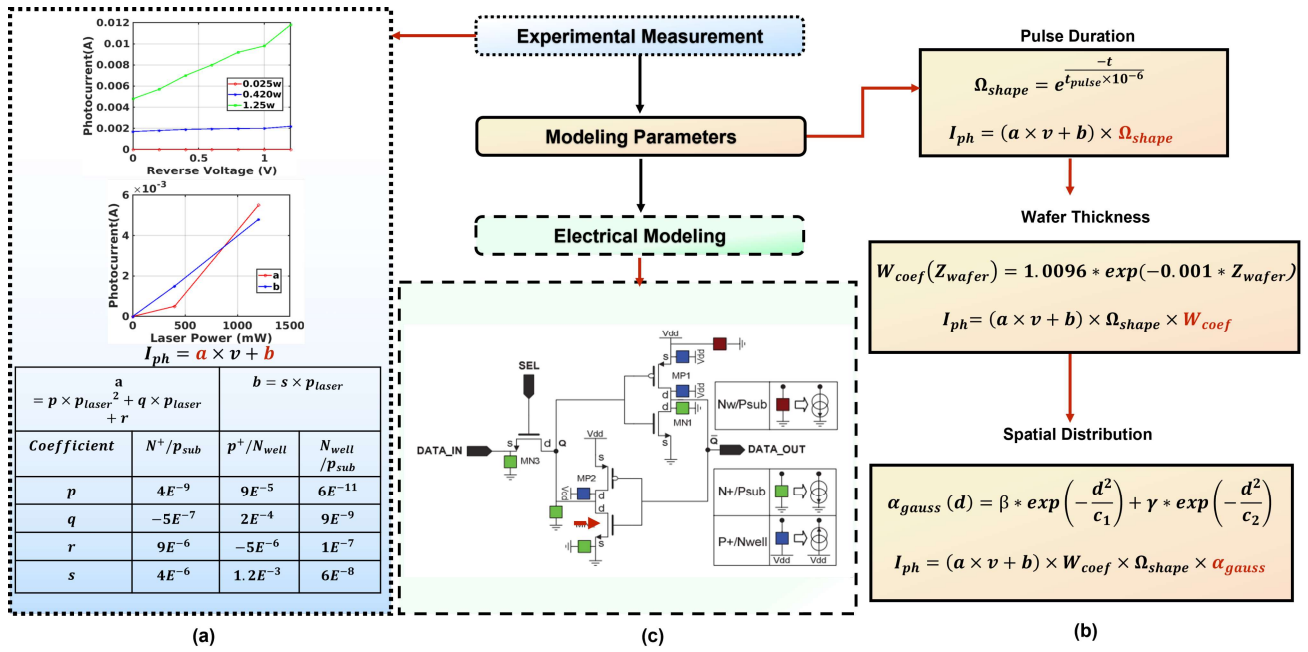 Experimental Measurement
Modeling Parameters
Electrical Modeling
0.012
0.01
0.008
0.006
0.004
0.002
0
Photocurrent(A)
0.025w
0.420w
1.25w
0 0.5 1
Reverse Voltage (V)
×10⁻³
6
4
2
0
Photocurrent(A)
a
b
0 500 1000 1500
Laser Power (mW)
I_ph = a × v + b
a b = s × p_laser
= p × p_laser² + q × p_laser
+ r
Coefficient N⁺/p_sub p⁺/N_well N_well
/p_sub
p 4E⁻⁹ 9E⁻⁵ 6E⁻¹¹
q −5E⁻⁷ 2E⁻⁴ 9E⁻⁹
r 9E⁻⁶ −5E⁻⁶ 1E⁻⁷
s 4E⁻⁶ 1.2E⁻³ 6E⁻⁸
(a)
SEL
DATA_IN
s
d
Q
MN3
Vdd
s
Vdd
MP1
d
Vdd
d
MN1
s
Q̄
DATA_OUT
Vdd
MP2
s
Vcd
d
d
s
Nw/Psub
N+/Psub
P+/Nwell
Vdd Vdd
(c)
Pulse Duration
Ω_shape = e^(−t / t_pulse×10⁻⁶)
I_ph = (a × v + b) × Ω_shape
Wafer Thickness
W_coef(Z_wafer) = 1.0096 * exp(−0.001 * Z_wafer)
I_ph= (a × v + b) × Ω_shape × W_coef
Spatial Distribution
α_gauss (d) = β * exp(−d²/c₁) + γ * exp(−d²/c₂)
I_ph = (a × v + b) × W_coef × Ω_shape × α_gauss
(b)